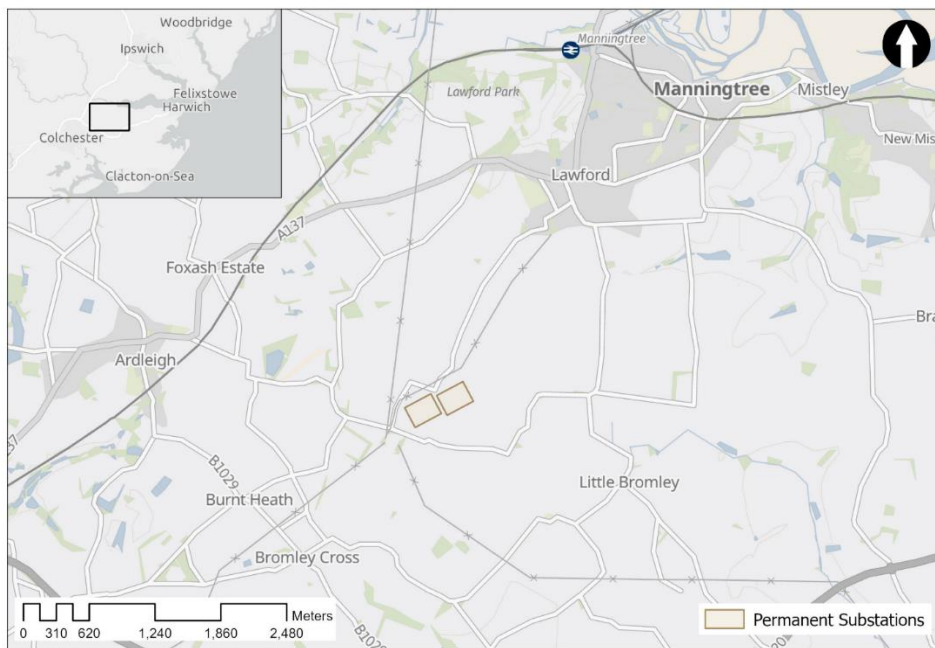 Woodbridge
Ipswich
Felixstowe
Harwich
Colchester
Clacton-on-Sea
Manningtree
Lawford Park
Manningtree
Mistley
New Mis
Lawford
A137
Foxash Estate
Bra
Ardleigh
137
B1029
Little Bromley
Burnt Heath
Bromley Cross
B1029
Meters
0 310 620 1,240 1,860 2,480
Permanent Substations